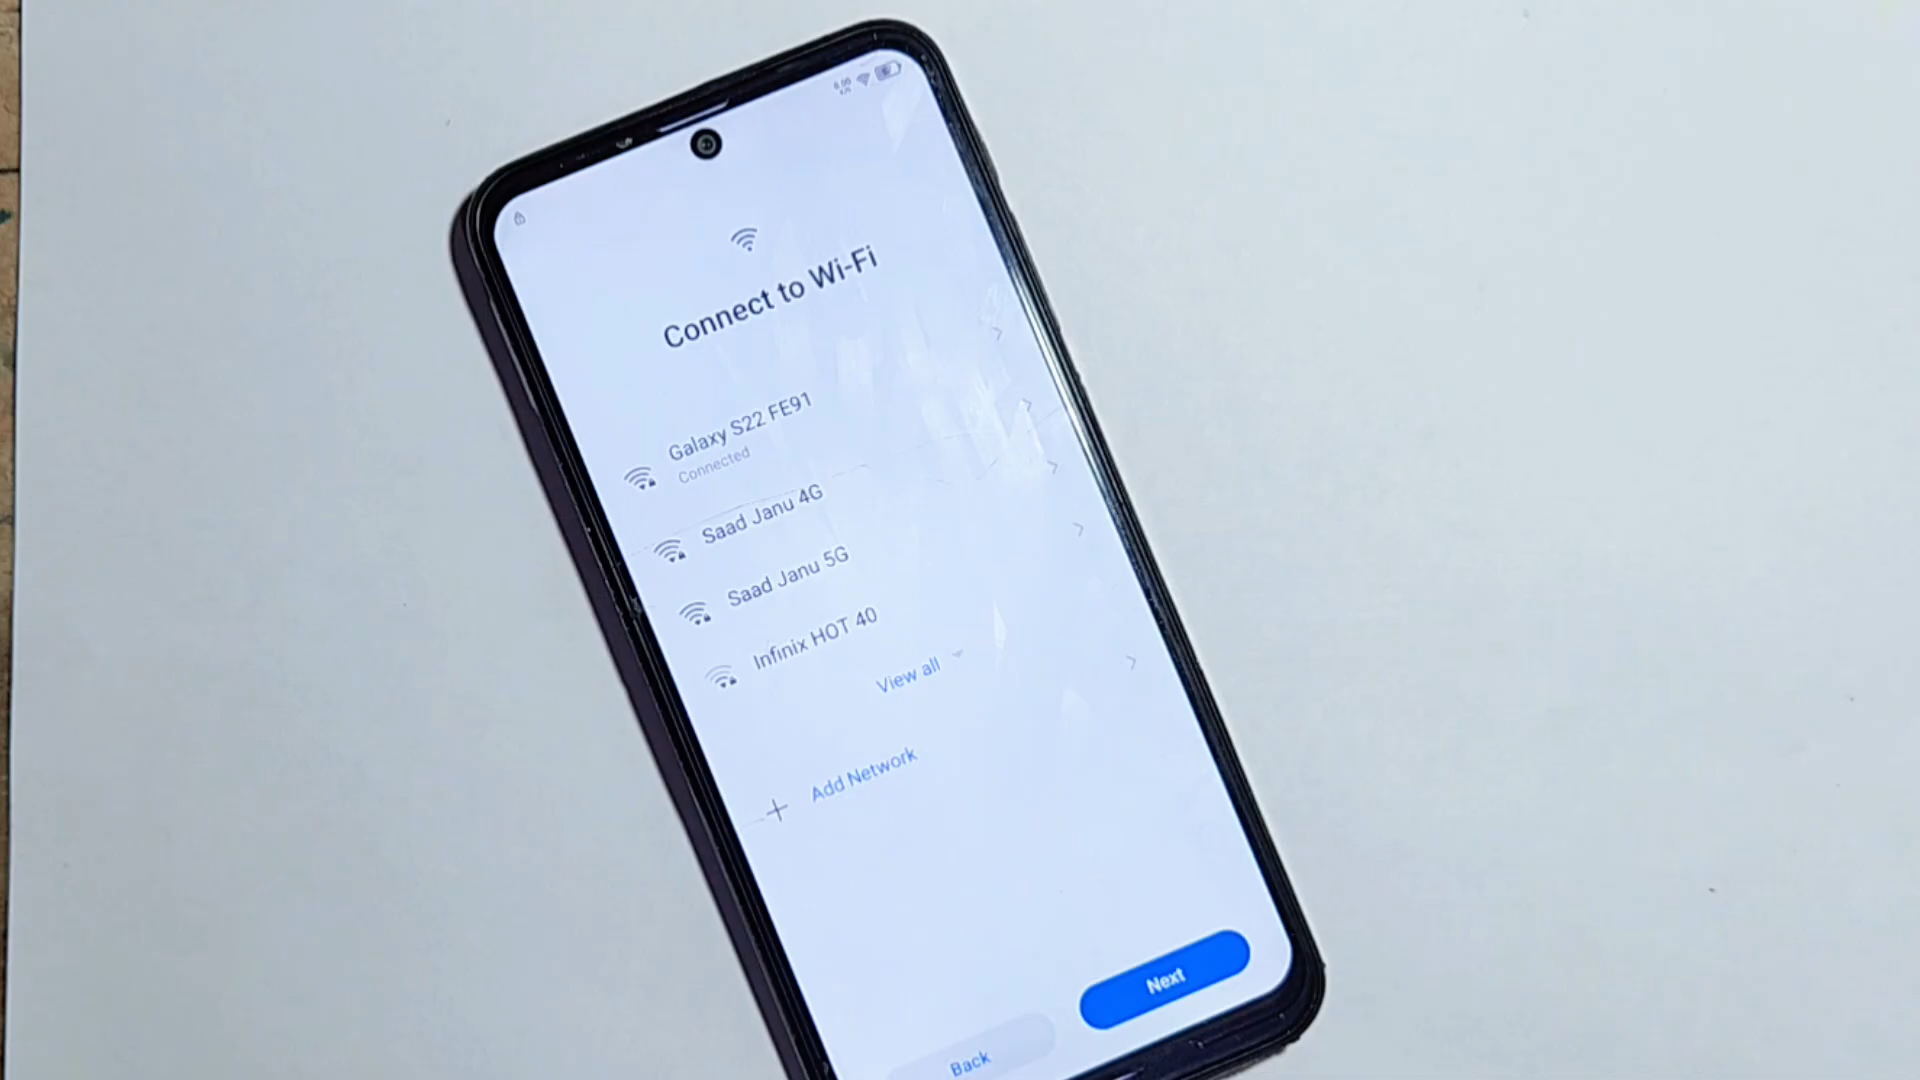 Connect to Wi-Fi
Galaxy S22 FE91
Connected
Saad Janu 4G
Saad Janu 5G
Infinix HOT 40
View all
Add Network
Next
Back